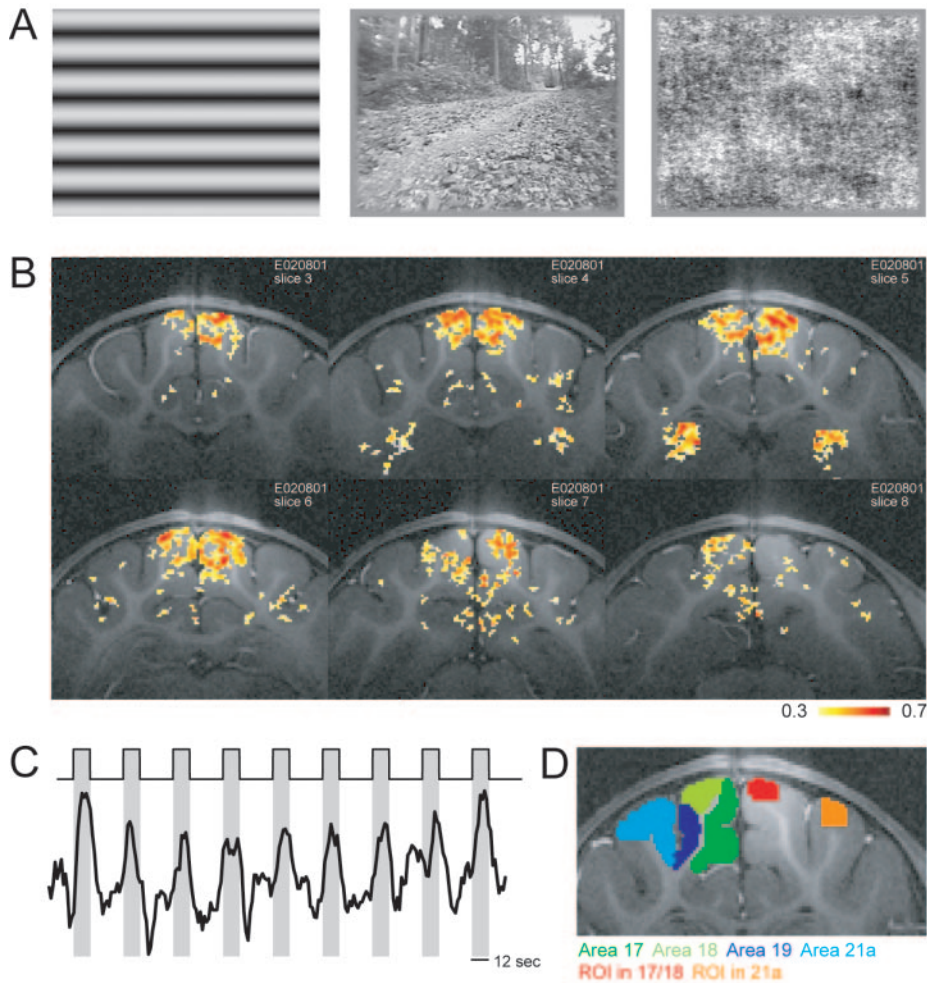 A
B
E020801
slice 3
E020801
slice 4
E020801
slice 5
E020801
slice 6
E020801
slice 7
E020801
slice 8
0.3
0.7
C
12 sec
D
Area 17 Area 18 Area 19 Area 21a
ROI in 17/18 ROI in 21a